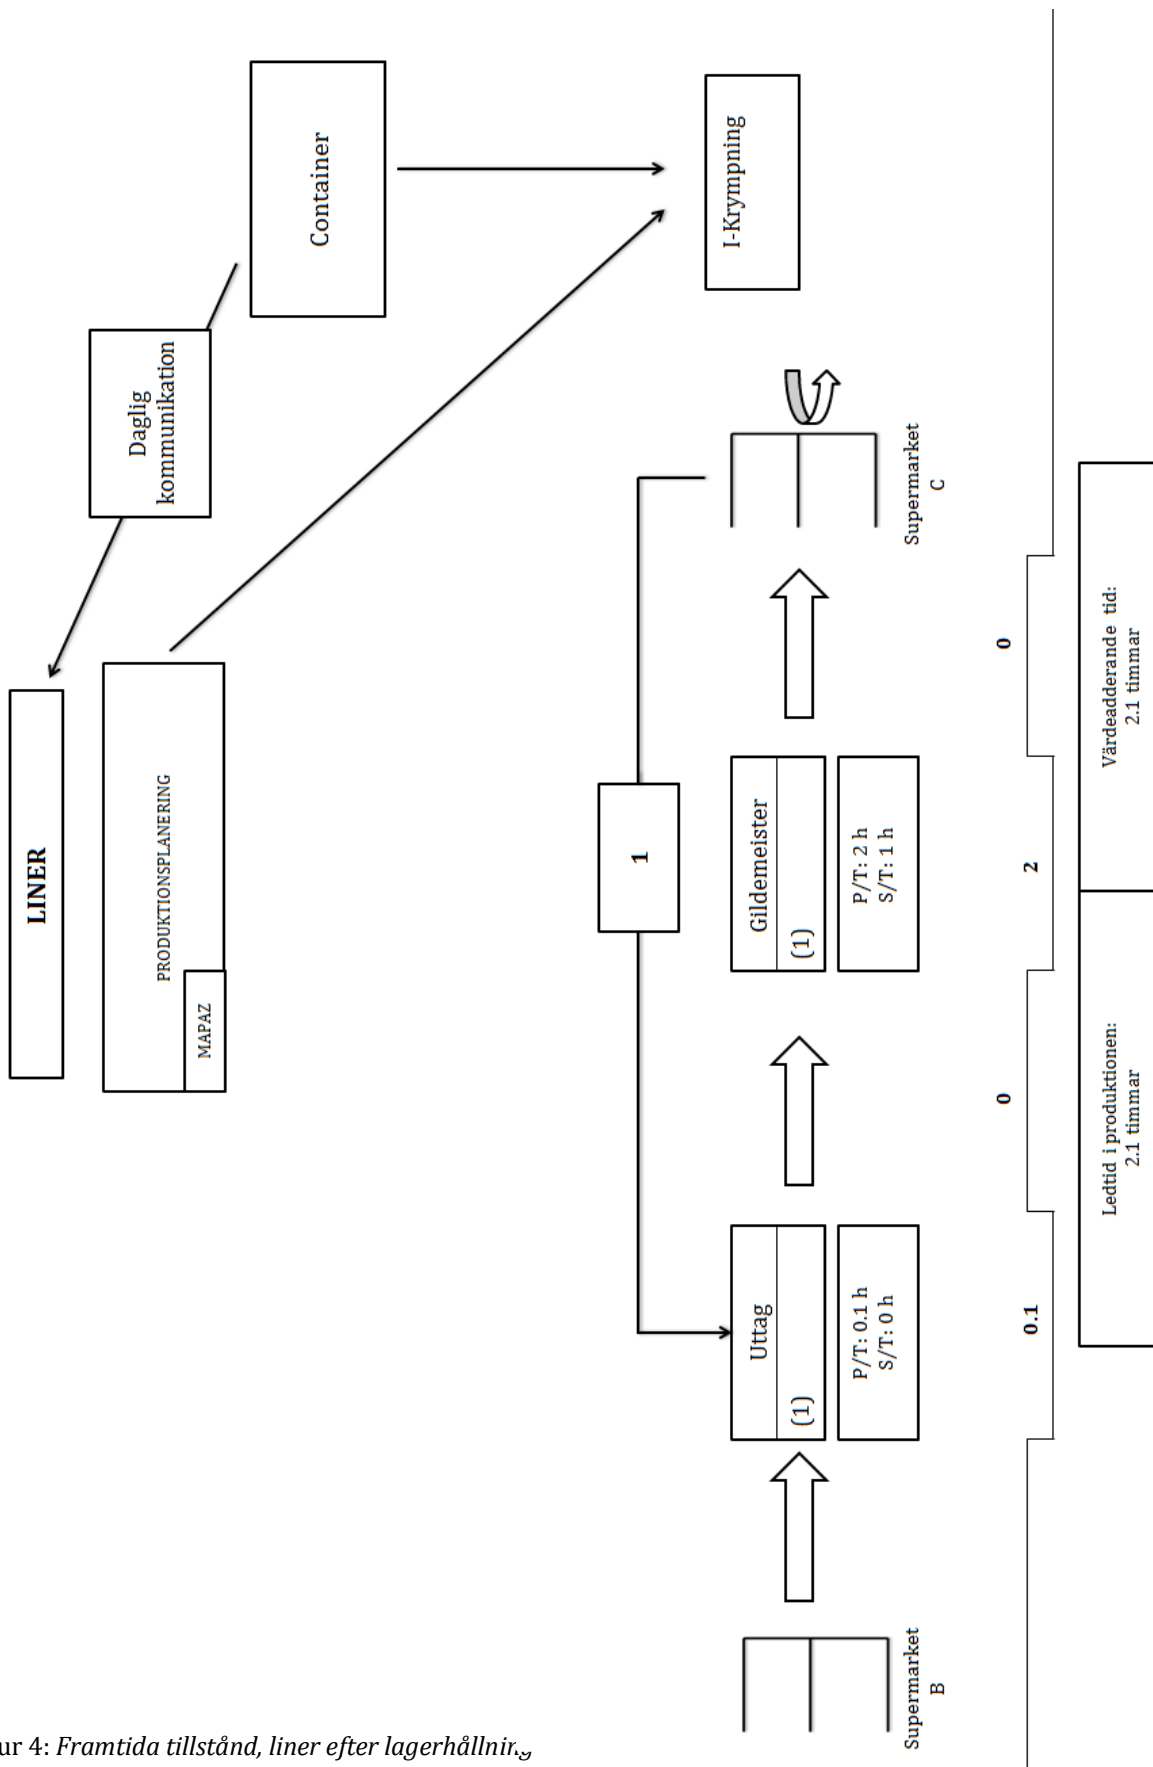 LINER
PRODUKTIONSPLANERING
MAPAZ
Daglig
kommunikation
Container
I-Krympning
1
Supermarket
B
Uttag
(1)
P/T: 0.1 h
S/T: 0 h
Gildemeister
(1)
P/T: 2 h
S/T: 1 h
Supermarket
C
0.1
0
2
0
Ledtid i produktionen:
2.1 timmar
Värdeadderande tid:
2.1 timmar
ur 4: Framtida tillstånd, liner efter lagerhållning